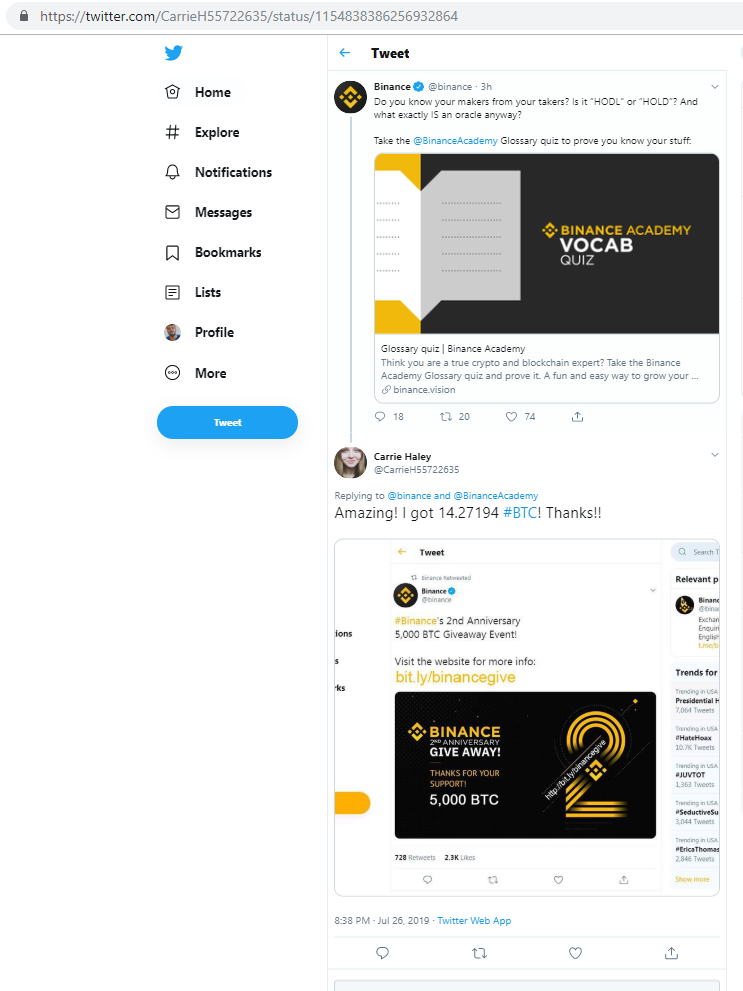 https://twitter.com/CarrieH55722635/status/1154838386256932864
Home
Explore
Notifications
Messages
Bookmarks
Lists
Profile
More
Tweet
Tweet
Binance @binance · 3h
Do you know your makers from your takers? Is it "HODL" or "HOLD"? And
what exactly IS an oracle anyway?
Take the @BinanceAcademy Glossary quiz to prove you know your stuff:
BINANCE ACADEMY
VOCAB
QUIZ
Glossary quiz | Binance Academy
Think you are a true crypto and blockchain expert? Take the Binance
Academy Glossary quiz and prove it. A fun and easy way to grow your ...
binance.vision
18
20
74
Carrie Haley
@CarrieH55722635
Replying to @binance and @BinanceAcademy
Amazing! I got 14.27194 #BTC! Thanks!!
Tweet
Binance Retweeted
Binance
@binance
#Binance's 2nd Anniversary
5,000 BTC Giveaway Event!
Visit the website for more info:
bit.ly/binancegive
BINANCE
2ND ANNIVERSARY
GIVE AWAY!
THANKS FOR YOUR
SUPPORT!
5,000 BTC
2
http://bit.ly/binancegive
728 Retweets 2.3K Likes
ions
s
ks
Search T
Relevant p
Binanc
@bina
Exchan
Enquiri
English
t.me/b
Trends for
Trending in USA
Presidential H
7,064 Tweets
Trending in USA
#HateHoax
10.7K Tweets
Trending in USA
#JUVTOT
1,363 Tweets
Trending in USA
#SeductiveSu
3,044 Tweets
Trending in USA
#EricaThomas
2,846 Tweets
Show more
8:38 PM · Jul 26, 2019 · Twitter Web App